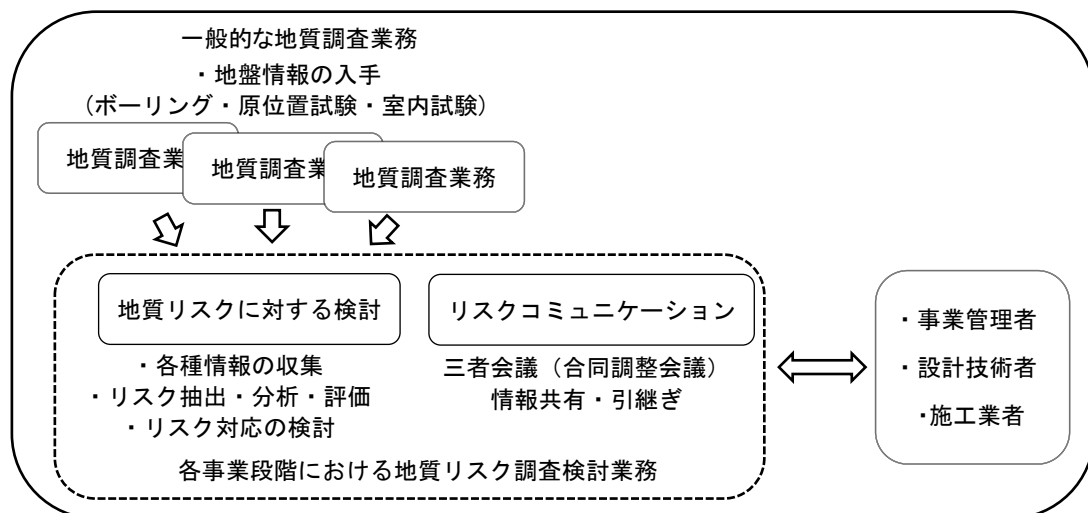 一般的な地質調査業務
・地盤情報の入手
（ボーリング・原位置試験・室内試験）
地質調査業
地質調査業
地質調査業務
地質リスクに対する検討
・各種情報の収集
・リスク抽出・分析・評価
・リスク対応の検討
リスクコミュニケーション
三者会議（合同調整会議）
情報共有・引継ぎ
各事業段階における地質リスク調査検討業務
・事業管理者
・設計技術者
・施工業者